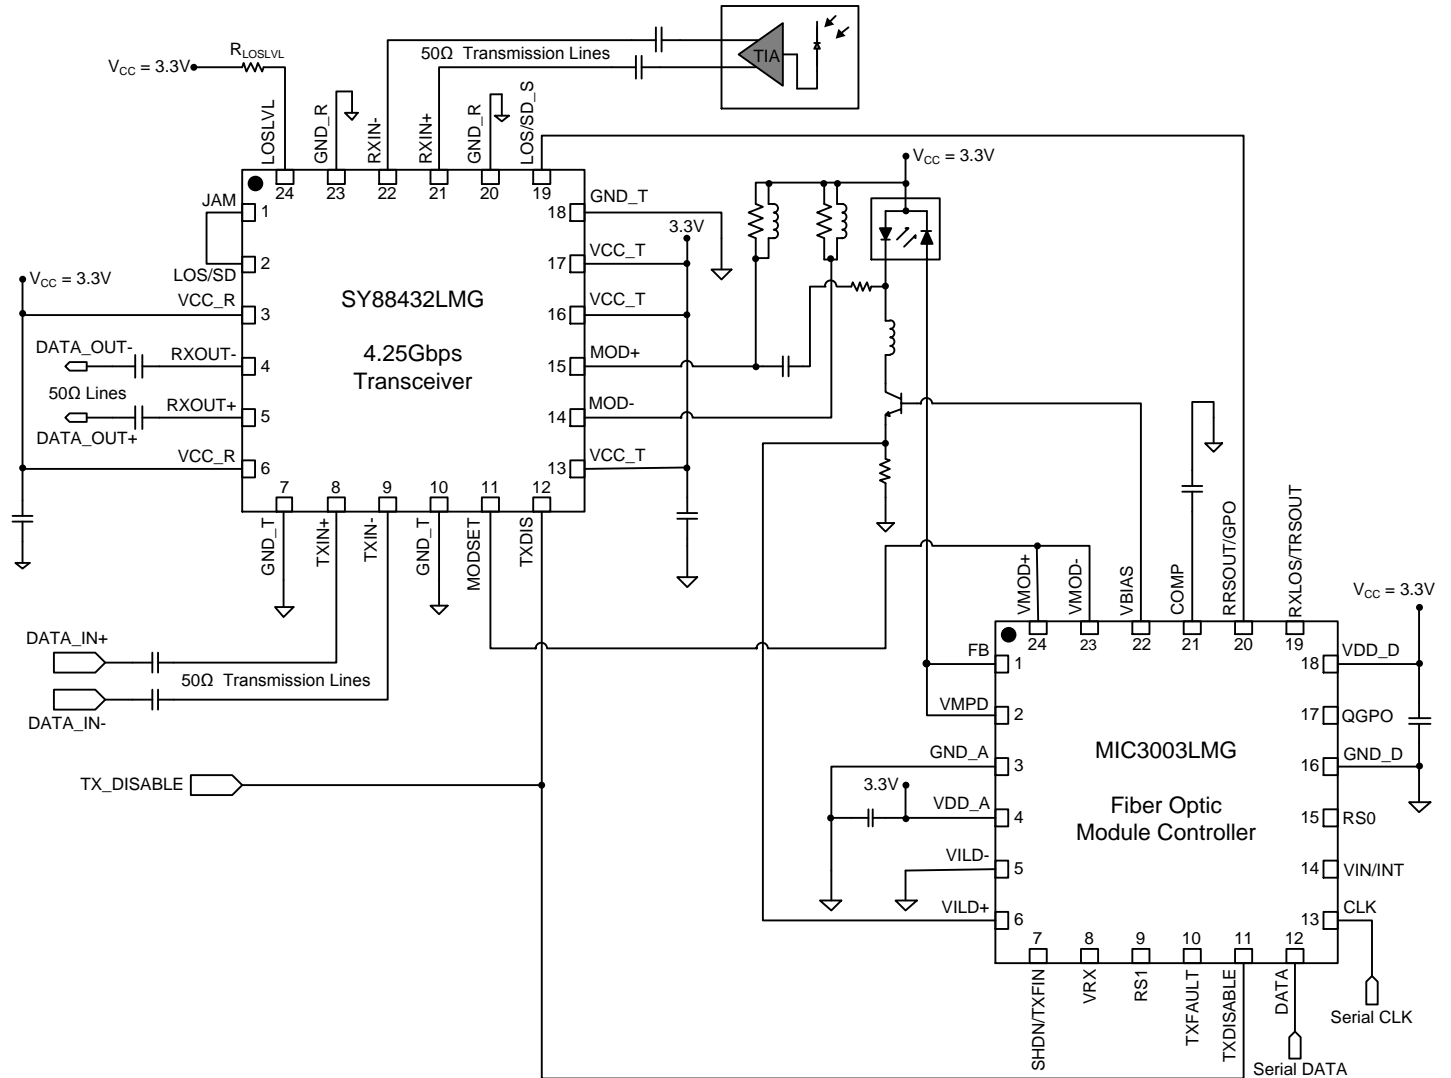 TIA
50Ω Transmission Lines
R_LOSLVL
V_CC = 3.3V
LOSLVL
GND_R
RXIN-
RXIN+
GND_R
LOS/SD_S
24
23
22
21
20
19
V_CC = 3.3V
JAM
1
2
LOS/SD
V_CC = 3.3V
VCC_R
3
DATA_OUT-
RXOUT-
4
50Ω Lines
RXOUT+
5
DATA_OUT+
VCC_R
6
SY88432LMG
4.25Gbps
Transceiver
GND_T
18
3.3V
VCC_T
17
VCC_T
16
MOD+
15
MOD-
14
VCC_T
13
7
8
9
10
11
12
GND_T
TXIN+
TXIN-
GND_T
MODSET
TXDIS
DATA_IN+
50Ω Transmission Lines
DATA_IN-
TX_DISABLE
VMOD+
VMOD-
VBIAS
COMP
RRSOUT/GPO
RXLOS/TRSOUT
24
23
22
21
20
19
V_CC = 3.3V
FB
1
VMPD
2
GND_A
3
3.3V
VDD_A
4
VILD-
5
VILD+
6
MIC3003LMG
Fiber Optic
Module Controller
18
VDD_D
17
QGPO
16
GND_D
15
RS0
14
VIN/INT
13
CLK
7
8
9
10
11
12
SHDN/TXFIN
VRX
RS1
TXFAULT
TXDISABLE
DATA
Serial CLK
Serial DATA